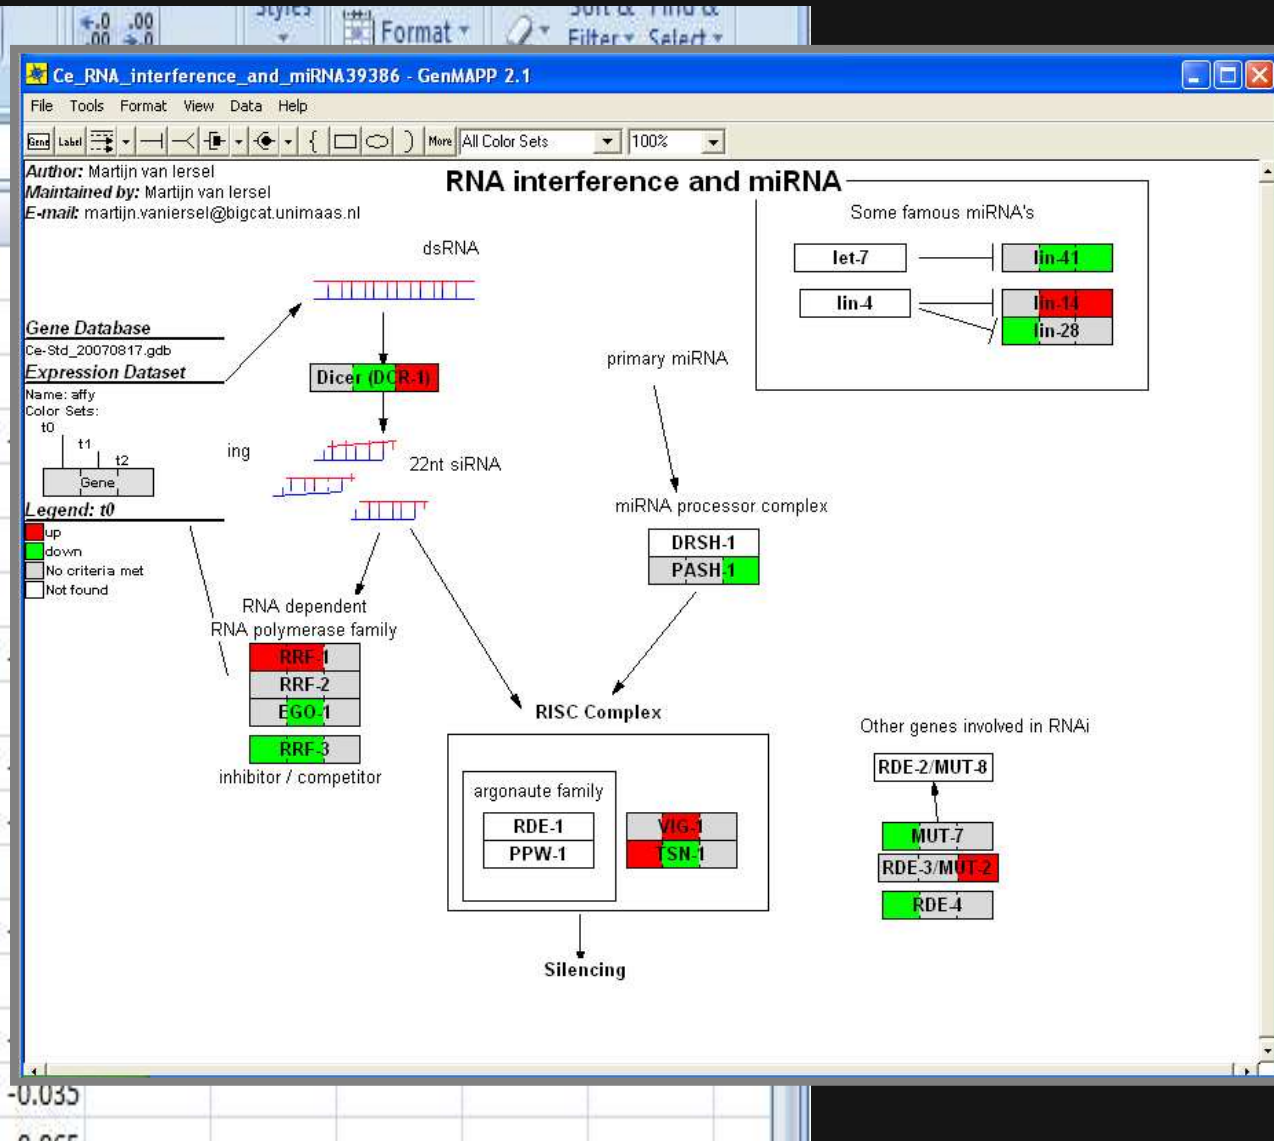 Styles
Format
Sort & Find &
Filter Select
.0 .00
.00 .0
Ce_RNA_interference_and_miRNA39386 - GenMAPP 2.1
File Tools Format View Data Help
Gene Label More All Color Sets 100%
Author: Martijn van Iersel
Maintained by: Martijn van Iersel
E-mail: martijn.vaniersel@bigcat.unimaas.nl
RNA interference and miRNA
Some famous miRNA's
let-7
lin-41
lin-4
lin-14
lin-28
dsRNA
Gene Database
Ce-Std_20070817.gdb
Expression Dataset
Name: affy
Color Sets:
t0
t1
t2
Gene
Legend: t0
up
down
No criteria met
Not found
Dicer (DCR-1)
ing
22nt siRNA
primary miRNA
miRNA processor complex
DRSH-1
PASH-1
RNA dependent
RNA polymerase family
RRF-1
RRF-2
EGO-1
RRF-3
inhibitor / competitor
RISC Complex
argonaute family
RDE-1
PPW-1
VIG-1
TSN-1
Silencing
Other genes involved in RNAi
RDE-2/MUT-8
MUT-7
RDE-3/MUT-2
RDE-4
-0.035